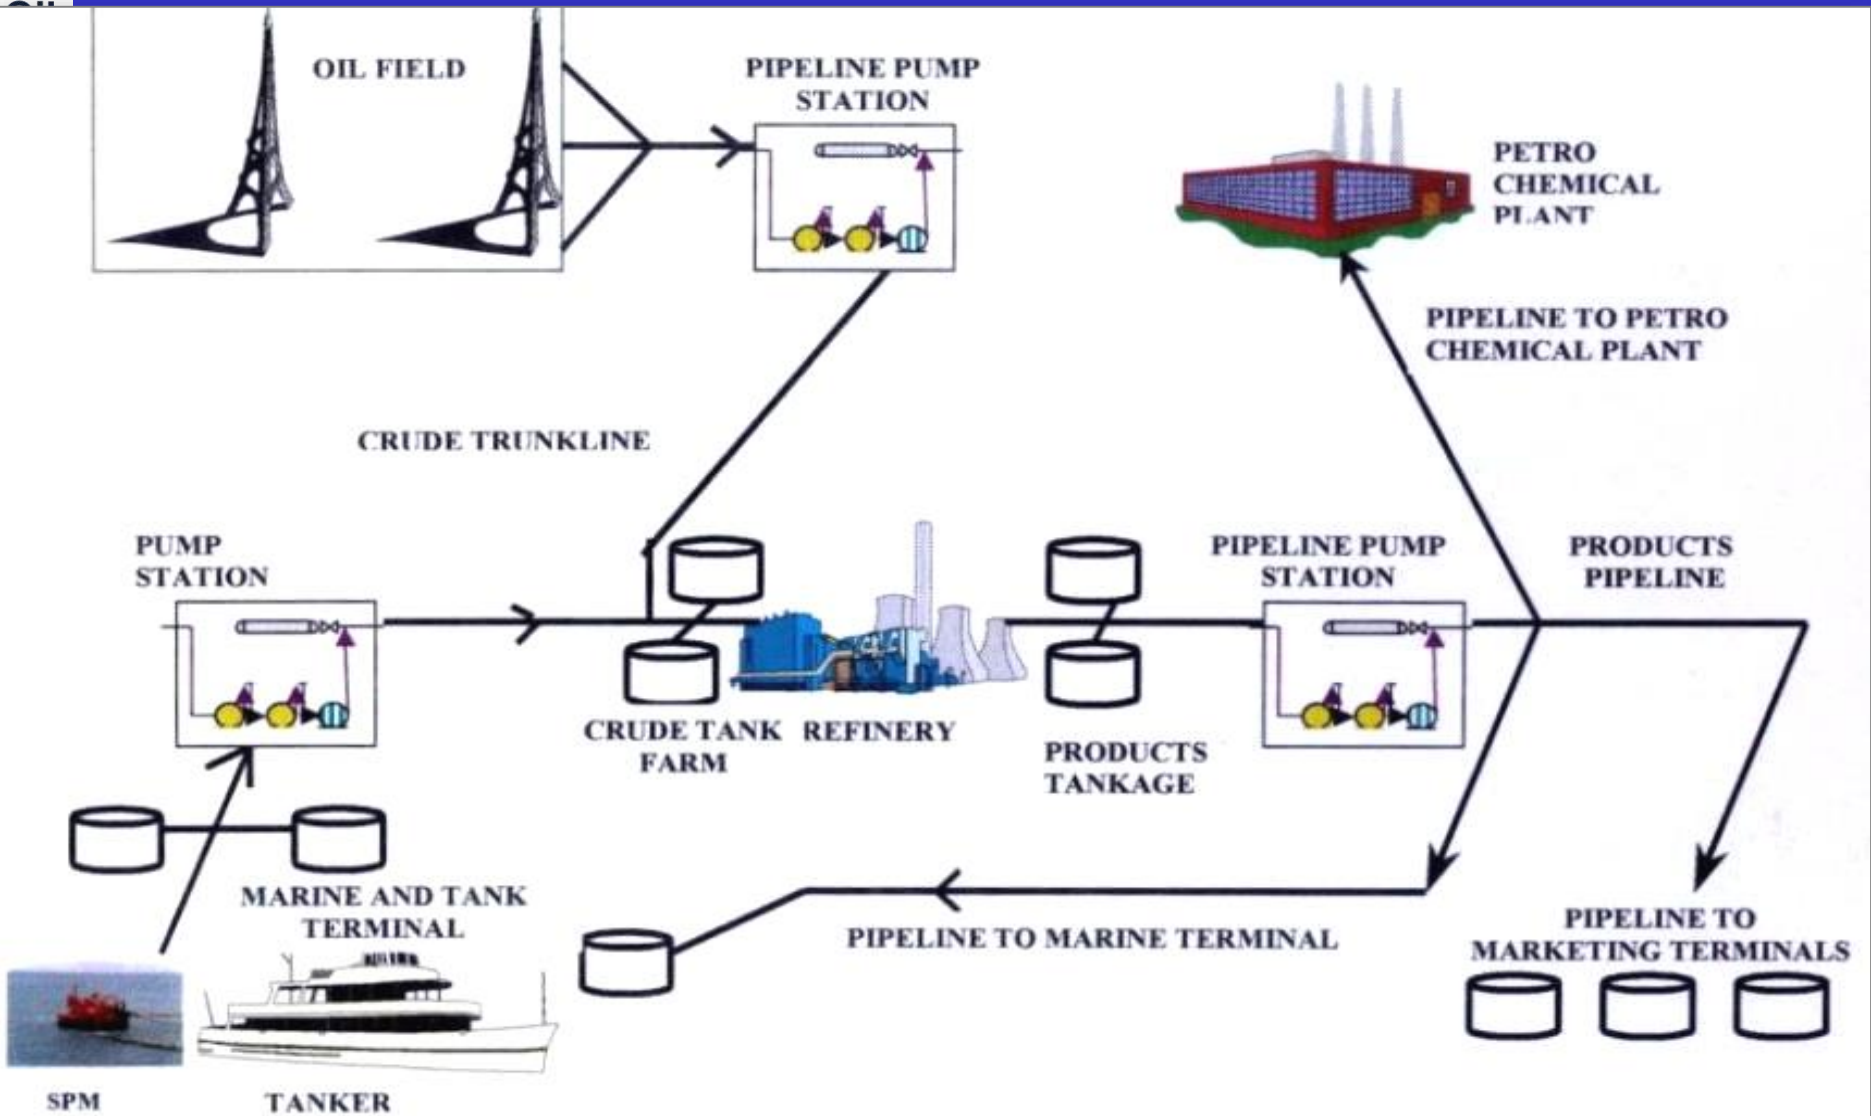 OIL FIELD
PIPELINE PUMP
STATION
PETRO
CHEMICAL
PLANT
PIPELINE TO PETRO
CHEMICAL PLANT
CRUDE TRUNKLINE
PUMP
STATION
PIPELINE PUMP
STATION
PRODUCTS
PIPELINE
CRUDE TANK
FARM
REFINERY
PRODUCTS
TANKAGE
MARINE AND TANK
TERMINAL
PIPELINE TO MARINE TERMINAL
PIPELINE TO
MARKETING TERMINALS
SPM
TANKER